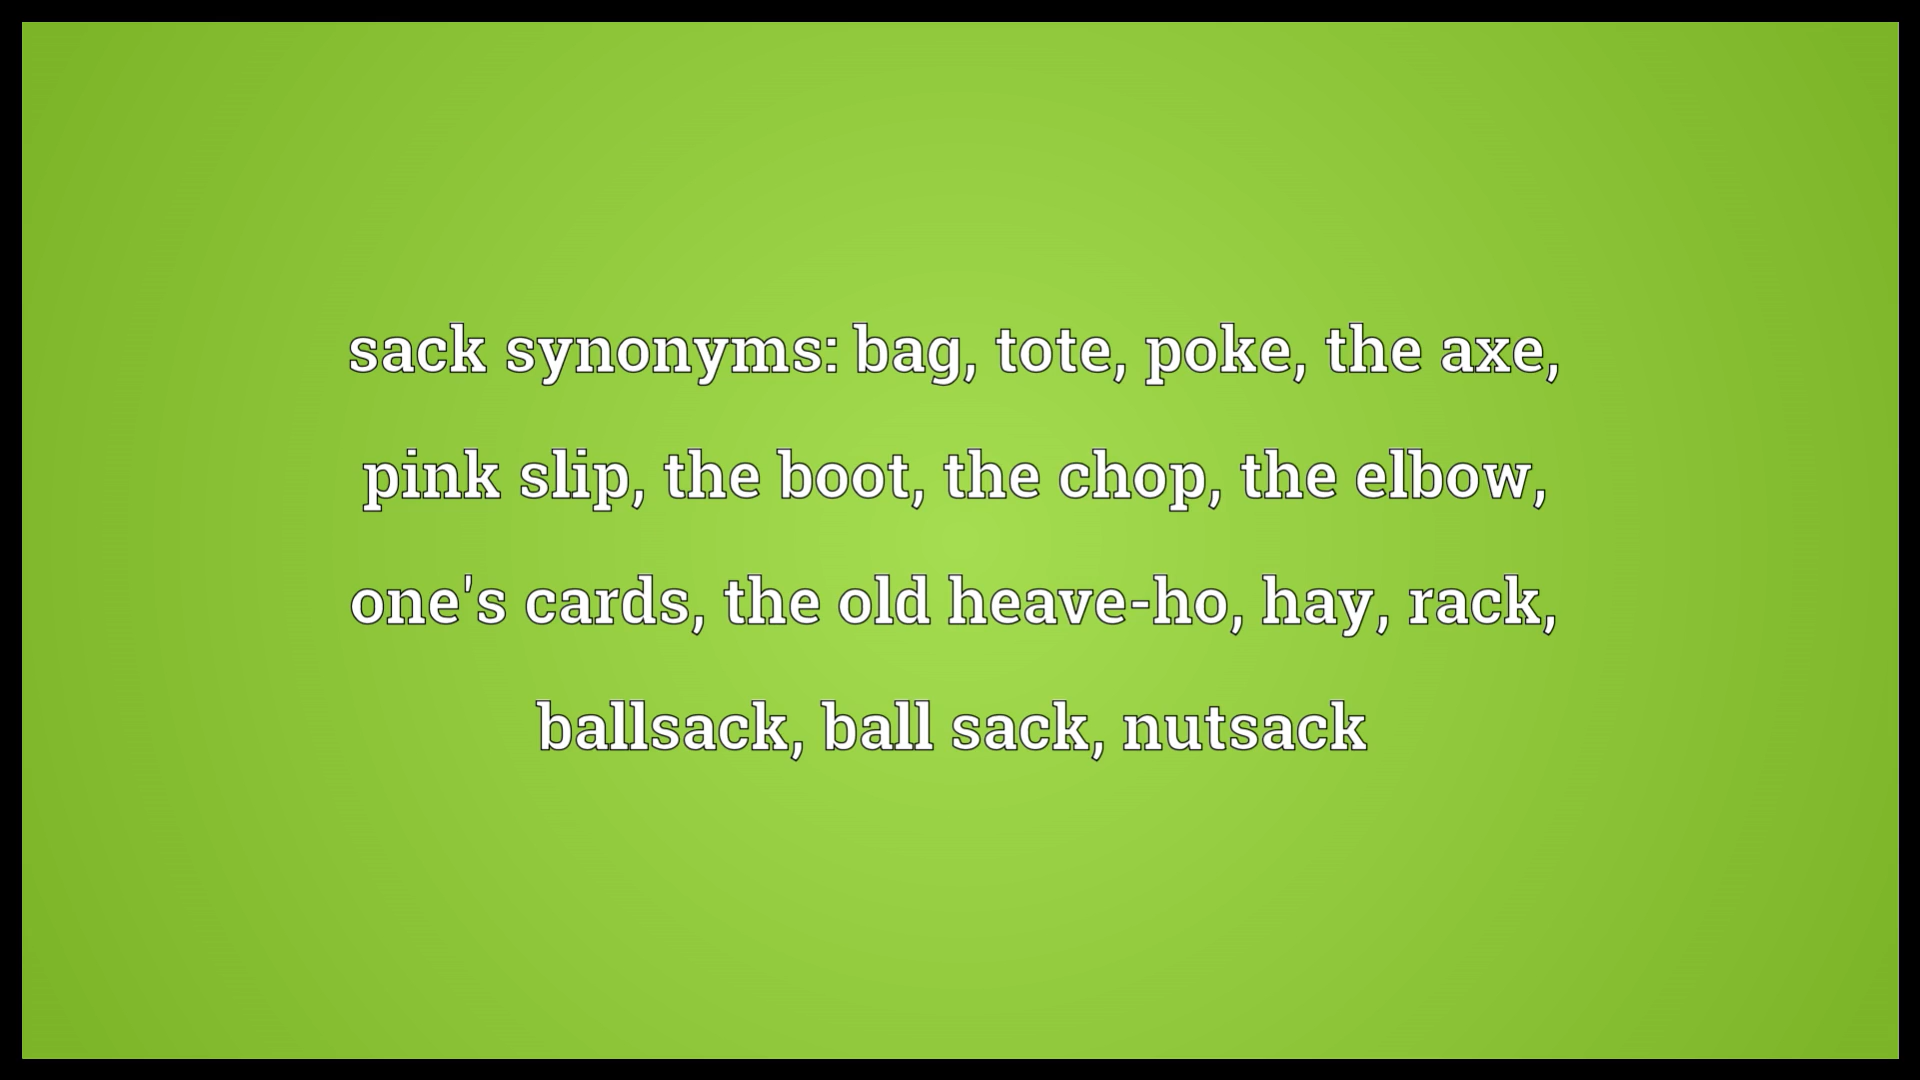 sack synonyms: bag, tote, poke, the axe,
pink slip, the boot, the chop, the elbow,
one's cards, the old heave-ho, hay, rack,
ballsack, ball sack, nutsack